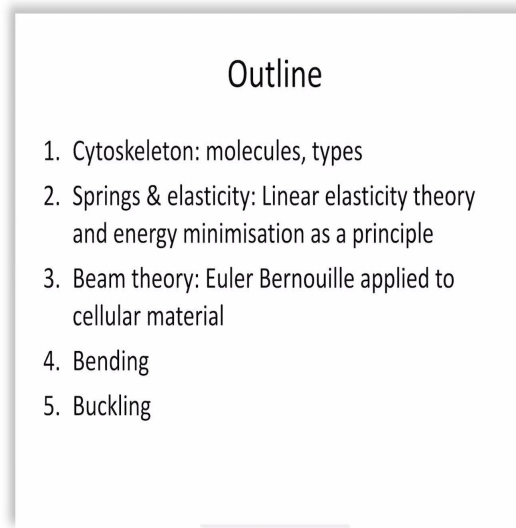 Outline
1. Cytoskeleton: molecules, types
2. Springs & elasticity: Linear elasticity theory
and energy minimisation as a principle
3. Beam theory: Euler Bernouille applied to
cellular material
4. Bending
5. Buckling